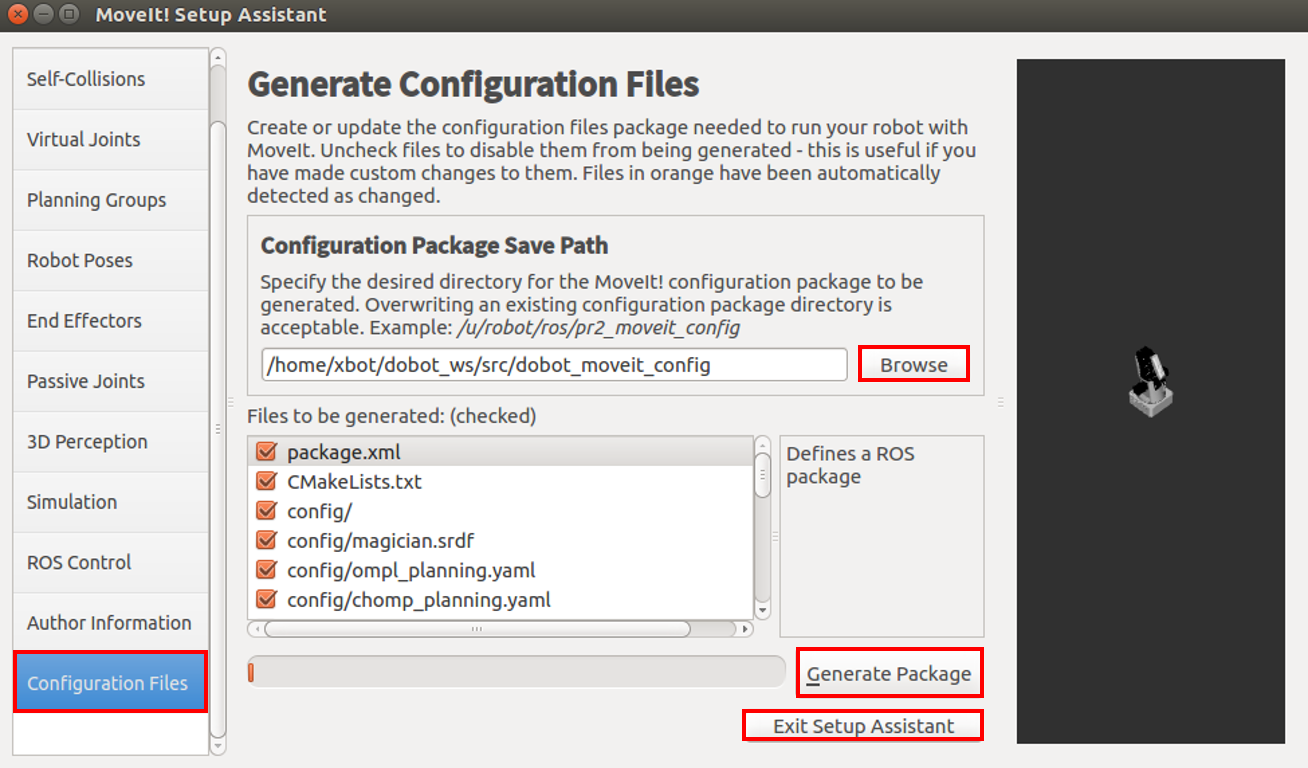 MoveIt! Setup Assistant
Self-Collisions
Virtual Joints
Planning Groups
Robot Poses
End Effectors
Passive Joints
3D Perception
Simulation
ROS Control
Author Information
Configuration Files
Generate Configuration Files
Create or update the configuration files package needed to run your robot with
MoveIt. Uncheck files to disable them from being generated - this is useful if you
have made custom changes to them. Files in orange have been automatically
detected as changed.
Configuration Package Save Path
Specify the desired directory for the MoveIt! configuration package to be
generated. Overwriting an existing configuration package directory is
acceptable. Example: /u/robot/ros/pr2_moveit_config
/home/xbot/dobot_ws/src/dobot_moveit_config
Browse
Files to be generated: (checked)
package.xml
CMakeLists.txt
config/
config/magician.srdf
config/ompl_planning.yaml
config/chomp_planning.yaml
Defines a ROS
package
Generate Package
Exit Setup Assistant